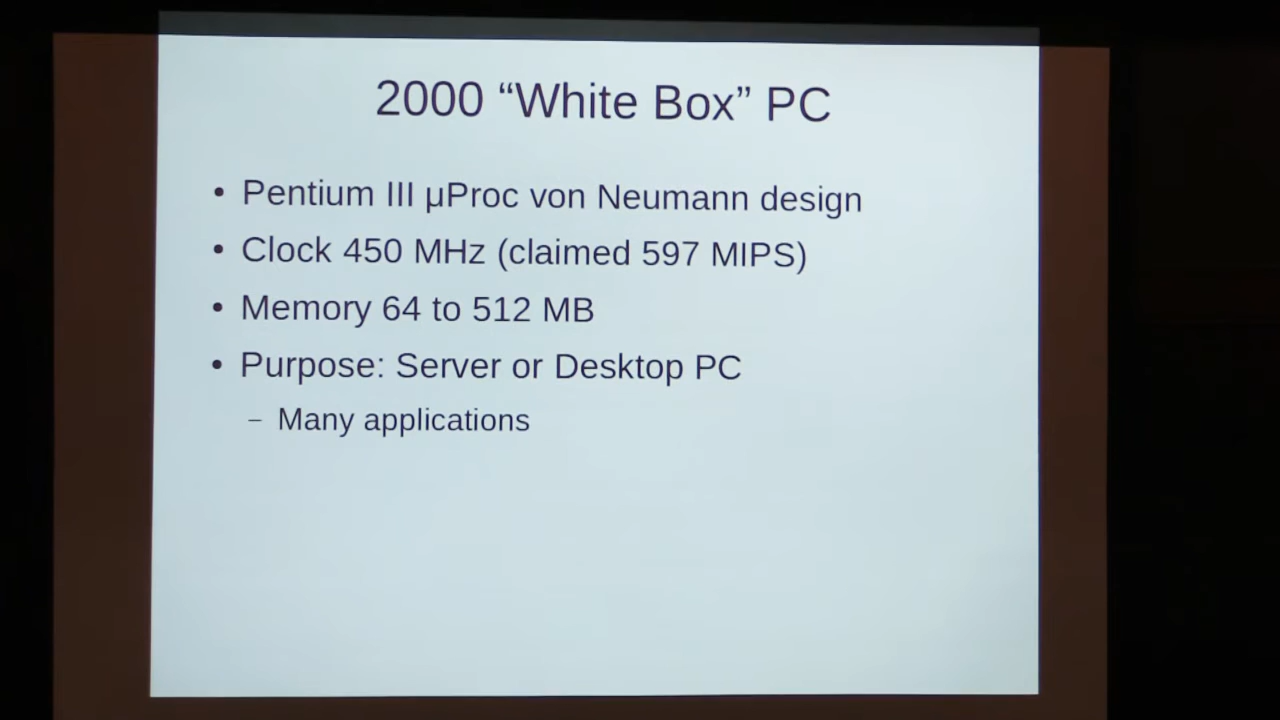 2000 “White Box” PC
• Pentium III μProc von Neumann design
• Clock 450 MHz (claimed 597 MIPS)
• Memory 64 to 512 MB
• Purpose: Server or Desktop PC
– Many applications